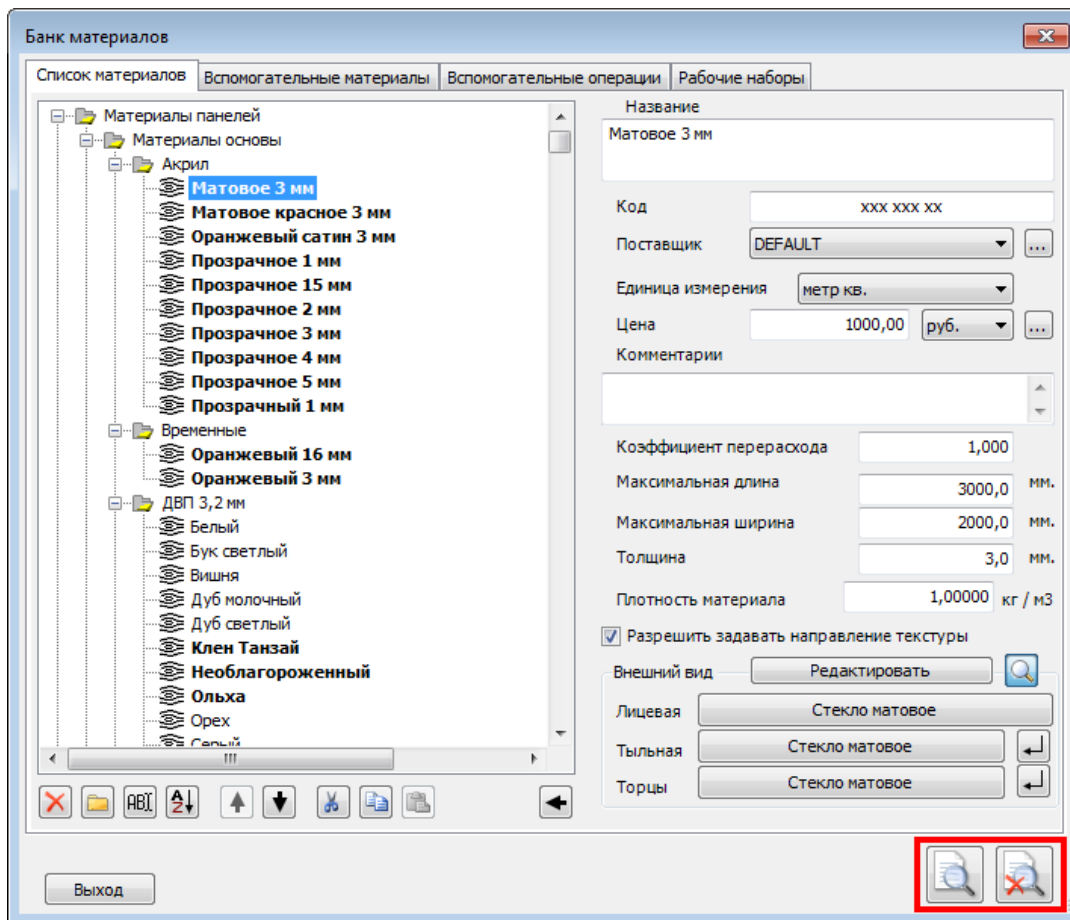 Банк материалов
Список материалов Вспомогательные материалы Вспомогательные операции Рабочие наборы
Материалы панелей
Материалы основы
Акрил
Матовое 3 мм
Матовое красное 3 мм
Оранжевый сатин 3 мм
Прозрачное 1 мм
Прозрачное 15 мм
Прозрачное 2 мм
Прозрачное 3 мм
Прозрачное 4 мм
Прозрачное 5 мм
Прозрачный 1 мм
Временные
Оранжевый 16 мм
Оранжевый 3 мм
ДВП 3,2 мм
Белый
Бук светлый
Вишня
Дуб молочный
Дуб светлый
Клен Танзай
Необлагороженный
Ольха
Орех
Серый
Название
Матовое 3 мм
Код xxx xxx xx
Поставщик DEFAULT ...
Единица измерения метр кв.
Цена 1000,00 руб. ...
Комментарии
Коэффициент перерасхода 1,000
Максимальная длина 3000,0 мм.
Максимальная ширина 2000,0 мм.
Толщина 3,0 мм.
Плотность материала 1,00000 кг / м3
Разрешить задавать направление текстуры
Внешний вид Редактировать
Лицевая Стекло матовое
Тыльная Стекло матовое
Торцы Стекло матовое
ABI A Z
Выход